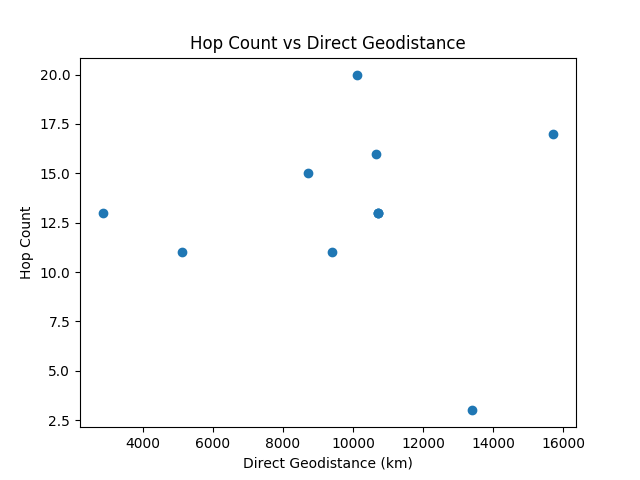 Hop Count vs Direct Geodistance
20.0
17.5
15.0
12.5
10.0
7.5
5.0
2.5
Hop Count
4000 6000 8000 10000 12000 14000 16000
Direct Geodistance (km)